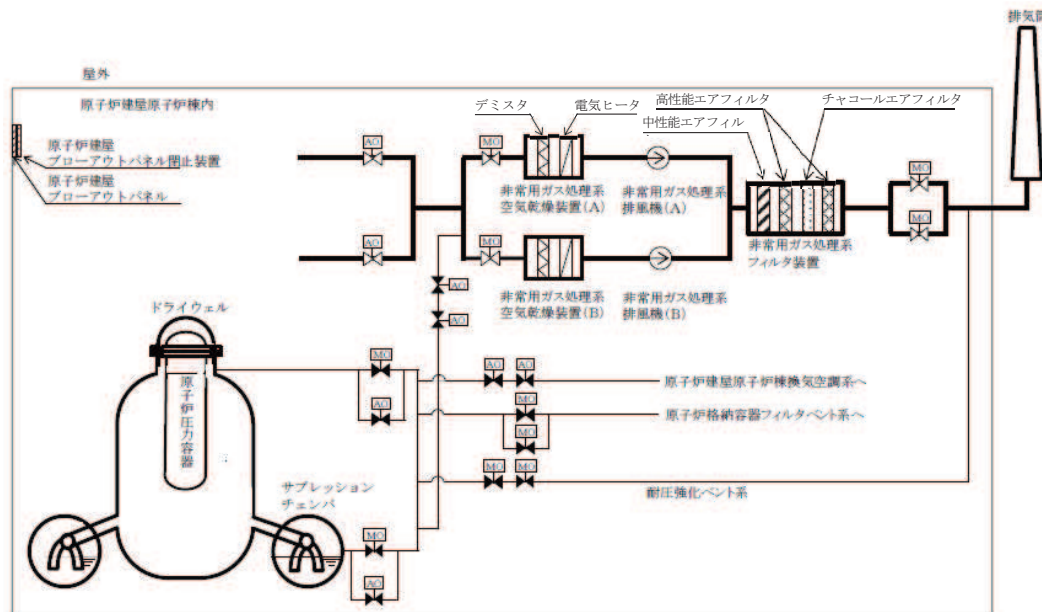 排気筒
屋外
原子炉建屋原子炉棟内
デミスタ
電気ヒータ
高性能エアフィルタ
チャコールエアフィルタ
中性能エアフィル
AO
MO
MO
原子炉建屋
ブローアウトパネル閉止装置
原子炉建屋
ブローアウトパネル
非常用ガス処理系
空気乾燥装置(A)
非常用ガス処理系
排風機(A)
AO
MO
MO
非常用ガス処理系
フィルタ装置
AO
AO
非常用ガス処理系
空気乾燥装置(B)
非常用ガス処理系
排風機(B)
ドライウェル
MO
AO
AO
原子炉建屋原子炉棟換気空調系へ
原子炉圧力容器
AO
MO
原子炉格納容器フィルタベント系へ
MO
MO
MO
耐圧強化ベント系
サプレッション
チェンバ
MO
AO